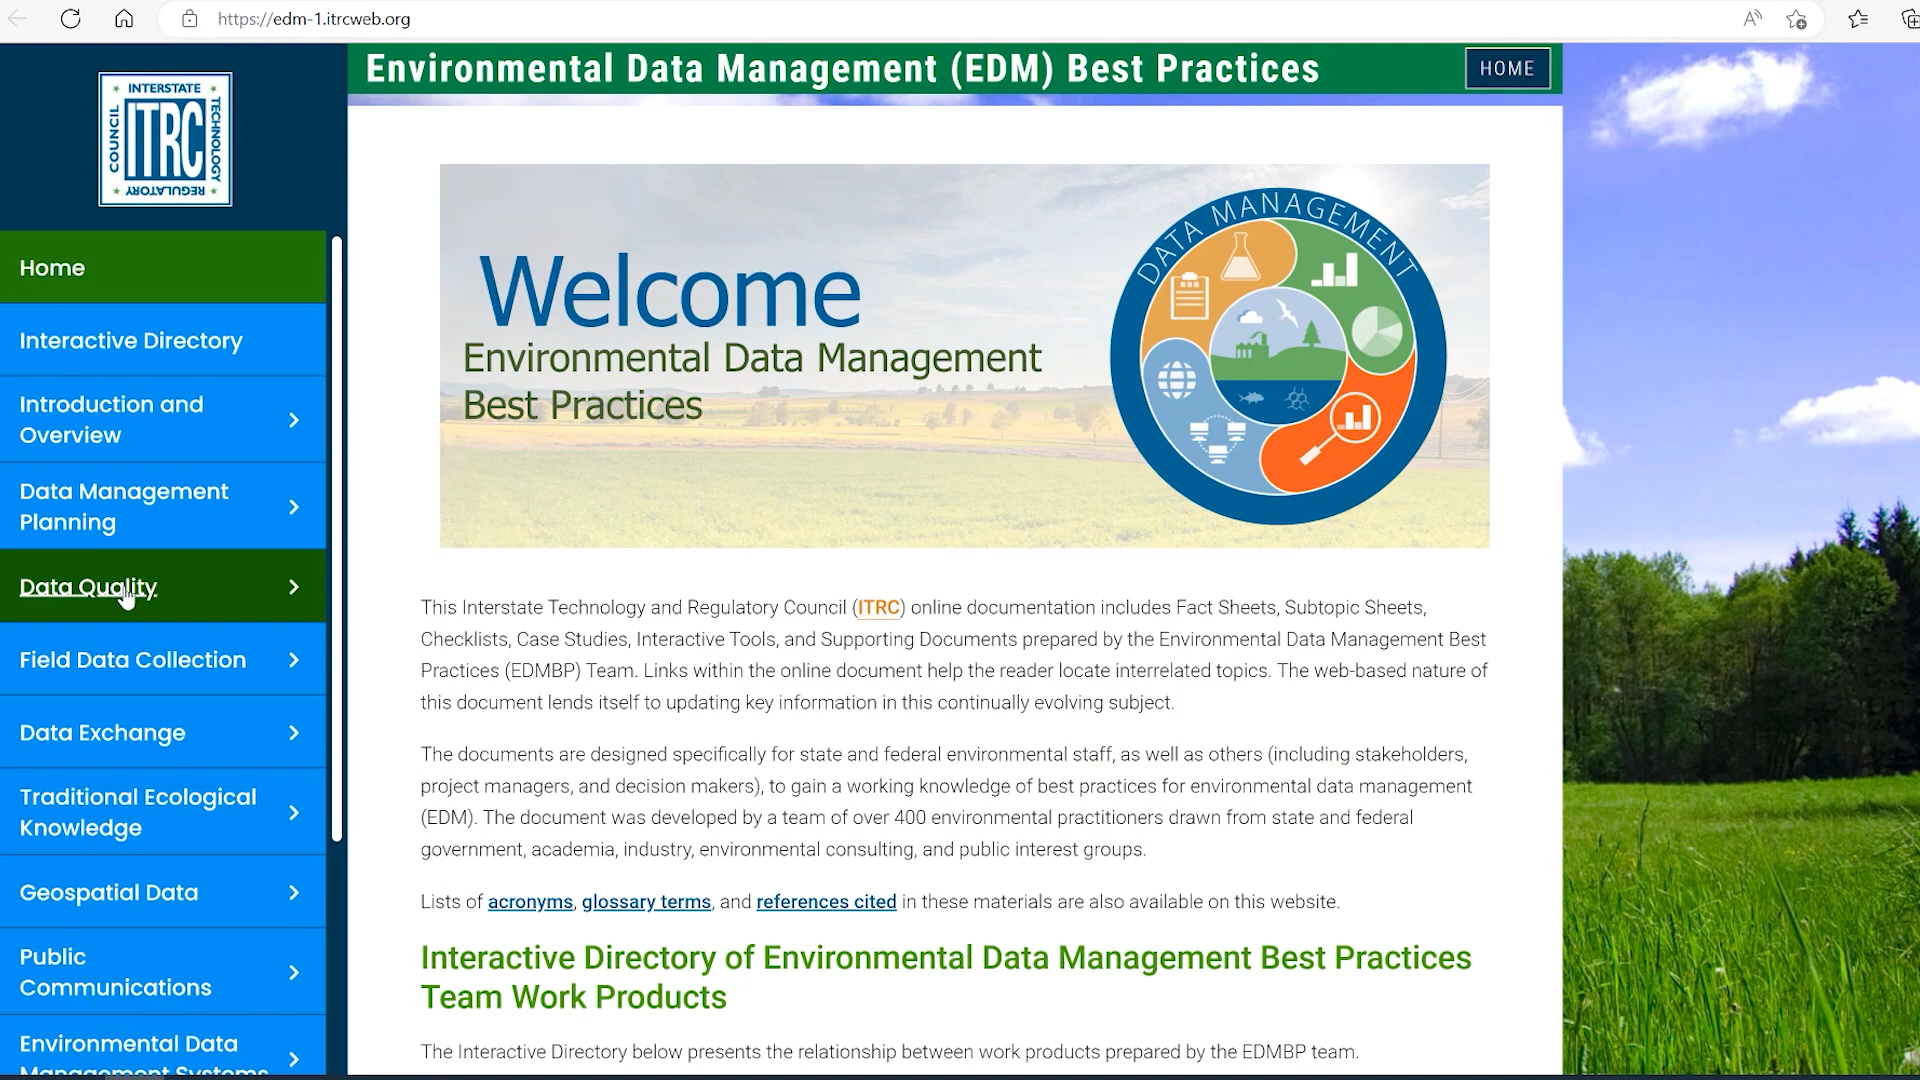 https://edm-1.itrcweb.org
INTERSTATE
TECHNOLOGY
REGULATORY
COUNCIL
ITRC
Environmental Data Management (EDM) Best Practices
HOME
Home
Interactive Directory
Introduction and
Overview
Data Management
Planning
Data Quality
Field Data Collection
Data Exchange
Traditional Ecological
Knowledge
Geospatial Data
Public
Communications
Environmental Data
Management Systems
Welcome
Environmental Data Management
Best Practices
DATA MANAGEMENT
This Interstate Technology and Regulatory Council (ITRC) online documentation includes Fact Sheets, Subtopic Sheets,
Checklists, Case Studies, Interactive Tools, and Supporting Documents prepared by the Environmental Data Management Best
Practices (EDMBP) Team. Links within the online document help the reader locate interrelated topics. The web-based nature of
this document lends itself to updating key information in this continually evolving subject.
The documents are designed specifically for state and federal environmental staff, as well as others (including stakeholders,
project managers, and decision makers), to gain a working knowledge of best practices for environmental data management
(EDM). The document was developed by a team of over 400 environmental practitioners drawn from state and federal
government, academia, industry, environmental consulting, and public interest groups.
Lists of acronyms, glossary terms, and references cited in these materials are also available on this website.
Interactive Directory of Environmental Data Management Best Practices
Team Work Products
The Interactive Directory below presents the relationship between work products prepared by the EDMBP team.